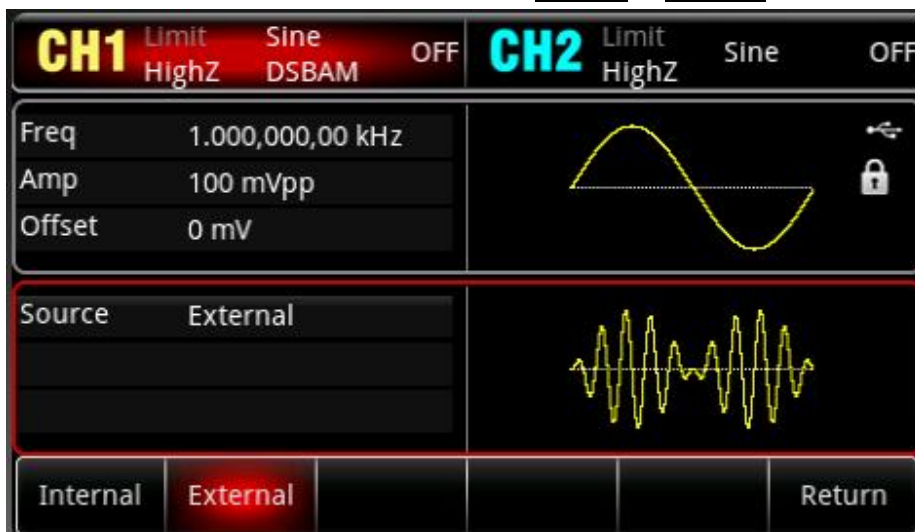 CH1 Limit Sine OFF CH2 Limit Sine OFF
HighZ DSBAM HighZ
Freq 1.000,000,00 kHz
Amp 100 mVpp
Offset 0 mV
Source External
Internal External Return